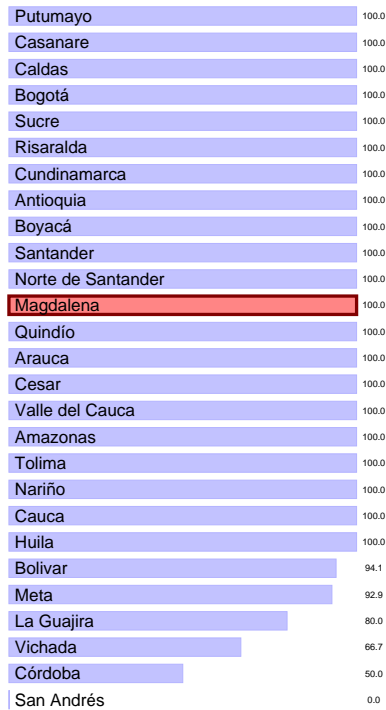 Putumayo 100.0
Casanare 100.0
Caldas 100.0
Bogotá 100.0
Sucre 100.0
Risaralda 100.0
Cundinamarca 100.0
Antioquia 100.0
Boyacá 100.0
Santander 100.0
Norte de Santander 100.0
Magdalena 100.0
Quindío 100.0
Arauca 100.0
Cesar 100.0
Valle del Cauca 100.0
Amazonas 100.0
Tolima 100.0
Nariño 100.0
Cauca 100.0
Huila 100.0
Bolivar 94.1
Meta 92.9
La Guajira 80.0
Vichada 66.7
Córdoba 50.0
San Andrés 0.0